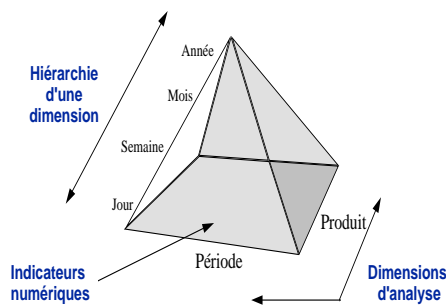 Année
Hiérarchie
d'une
dimension
Mois
Semaine
Jour
Produit
Période
Indicateurs
numériques
Dimensions
d'analyse